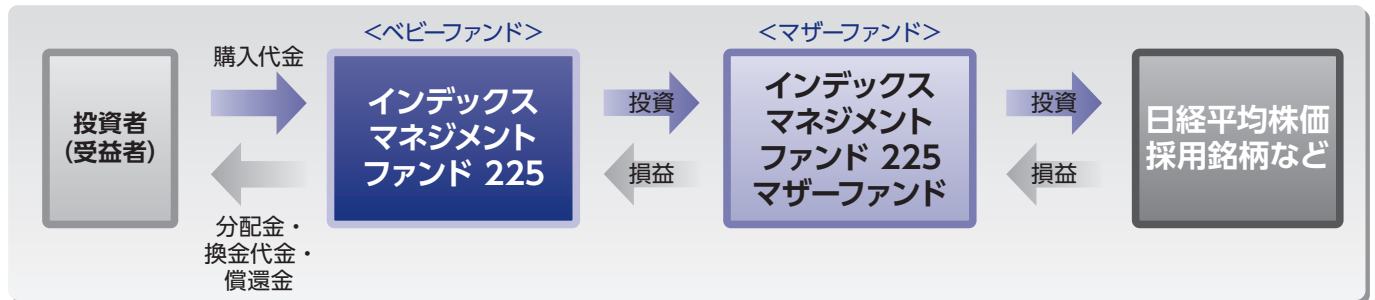 投資者
(受益者)
購入代金
分配金・
換金代金・
償還金
<ベビーファンド>
インデックス
マネジメント
ファンド 225
投資
損益
<マザーファンド>
インデックス
マネジメント
ファンド 225
マザーファンド
投資
損益
日経平均株価
採用銘柄など